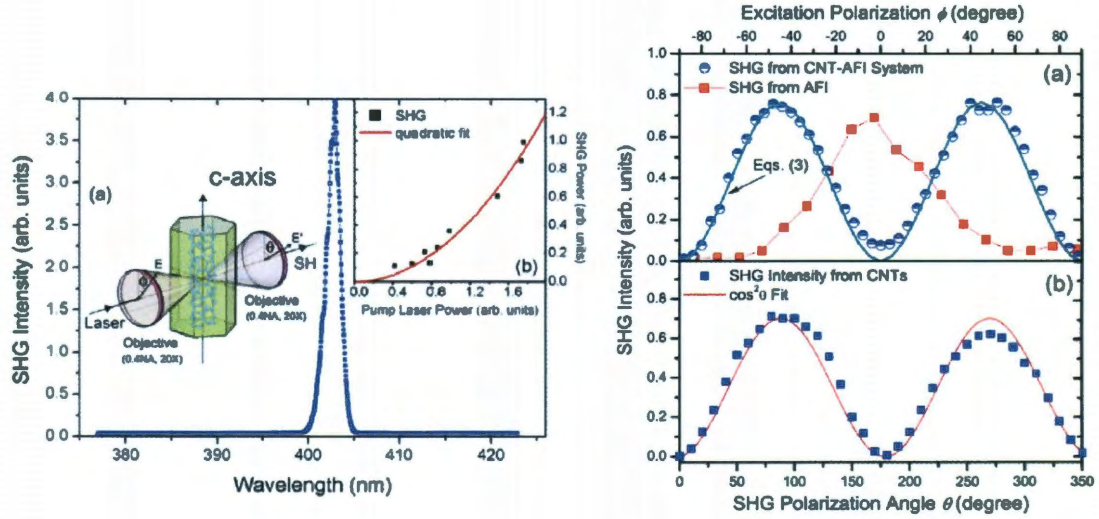 SHG Intensity (arb. units)
4.0
3.5
3.0
2.5
2.0
1.5
1.0
0.5
0.0
380
390
400
410
420
Wavelength (nm)
(a)
c-axis
E
E'
θ
SH
Laser
Objective
(0.4NA, 20X)
Objective
(0.4NA, 20X)
SHG
quadratic fit
(b)
1.2
1.0
0.8
0.6
0.4
0.2
0.0
SHG Power (arb. units)
0.0 0.4 0.8 1.2 1.6
Pump Laser Power (arb. units)
Excitation Polarization ϕ (degree)
-80 -60 -40 -20 0 20 40 60 80
SHG from CNT-AFI System
SHG from AFI
(a)
Eqs. (3)
1.0
0.8
0.6
0.4
0.2
0.0
SHG Intensity (arb. units)
SHG Intensity from CNTs
cos²θ Fit
(b)
0.8
0.6
0.4
0.2
0.0
0 50 100 150 200 250 300 350
SHG Polarization Angle θ (degree)